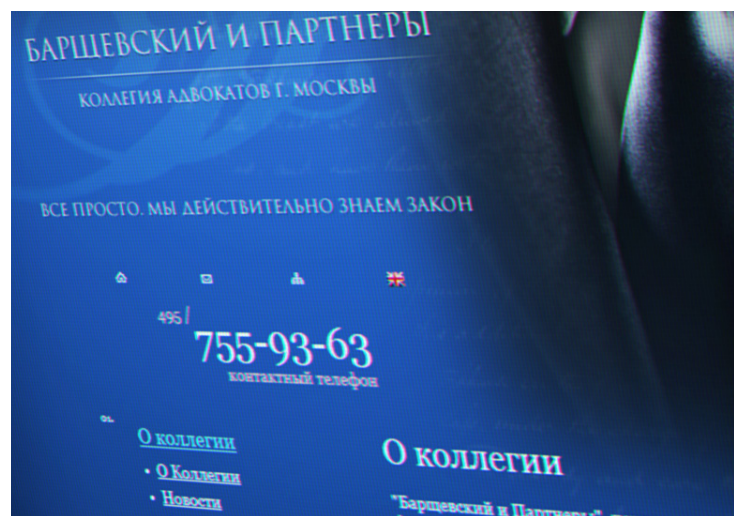 БАРЩЕВСКИЙ И ПАРТНЕРЫ
КОЛЛЕГИЯ АДВОКАТОВ Г. МОСКВЫ
ВСЕ ПРОСТО. МЫ ДЕЙСТВИТЕЛЬНО ЗНАЕМ ЗАКОН
495 /
755-93-63
контактный телефон
О коллегии
• О Коллегии
• Новости
О коллегии
"Барщевский и Партнеры",